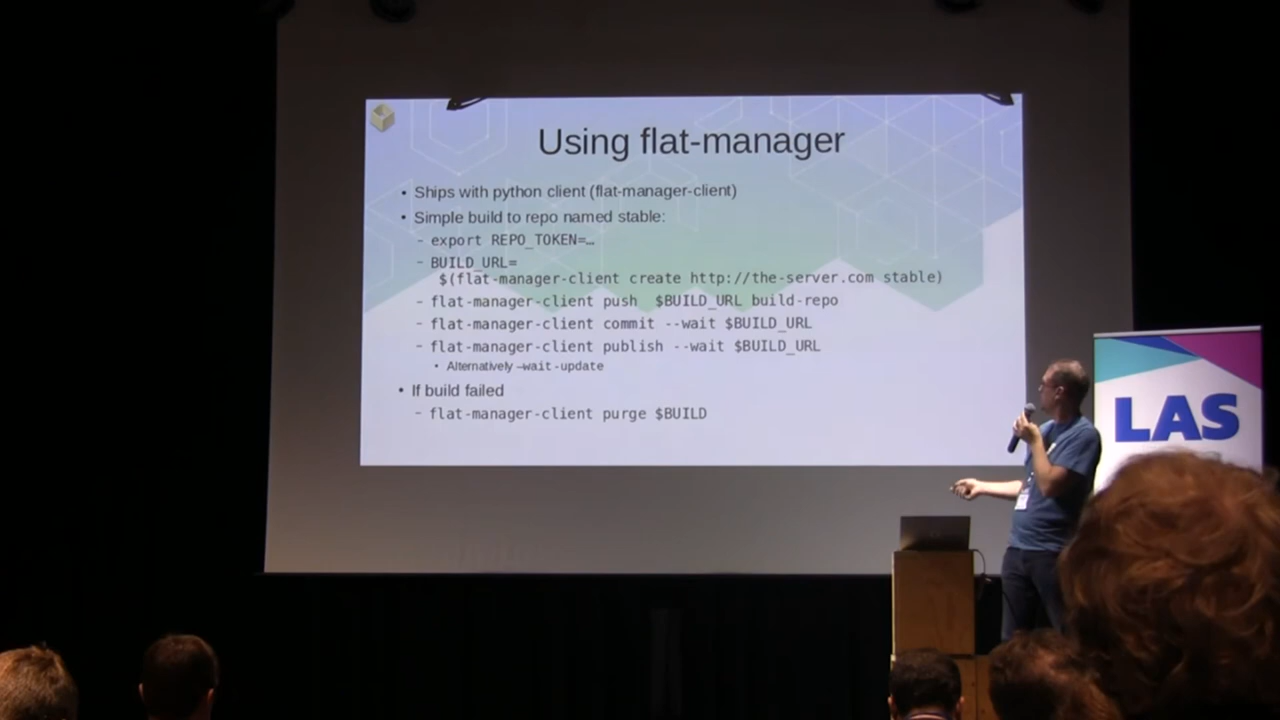 Using flat-manager
• Ships with python client (flat-manager-client)
• Simple build to repo named stable:
– export REPO_TOKEN=…
– BUILD_URL=
$(flat-manager-client create http://the-server.com stable)
– flat-manager-client push $BUILD_URL build-repo
– flat-manager-client commit --wait $BUILD_URL
– flat-manager-client publish --wait $BUILD_URL
• Alternatively –wait-update
• If build failed
– flat-manager-client purge $BUILD
LAS